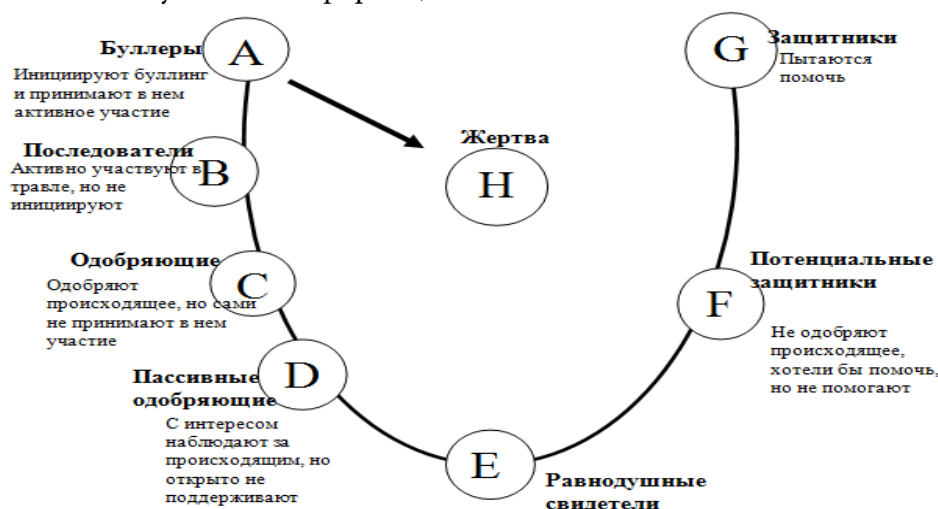 Буллеры
A
Инициируют буллинг
и принимают в нем
активное участие
Последователи
B
Активно участвуют в
травле, но не
инициируют
Одобряющие
C
Одобряют
происходящее, но сами
не принимают в нем
участие
Пассивные
одобряющие
D
С интересом
наблюдают за
происходящим, но
открыто не
поддерживают
E
Равнодушные
свидетели
Жертва
H
G
Защитники
Пытаются
помочь
Потенциальные
защитники
F
Не одобряют
происходящее,
хотели бы помочь,
но не помогают